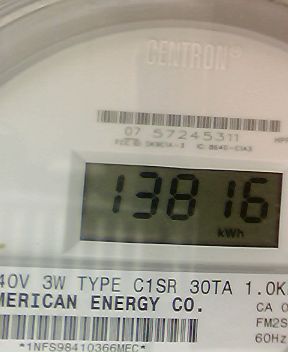 CENTRON®
07 57245311
13816
kWh
40V 3W TYPE C1SR 30TA 1.0K
MERICAN ENERGY CO.
CA 0
FM2S
60Hz
*1NFS98410366MEC*